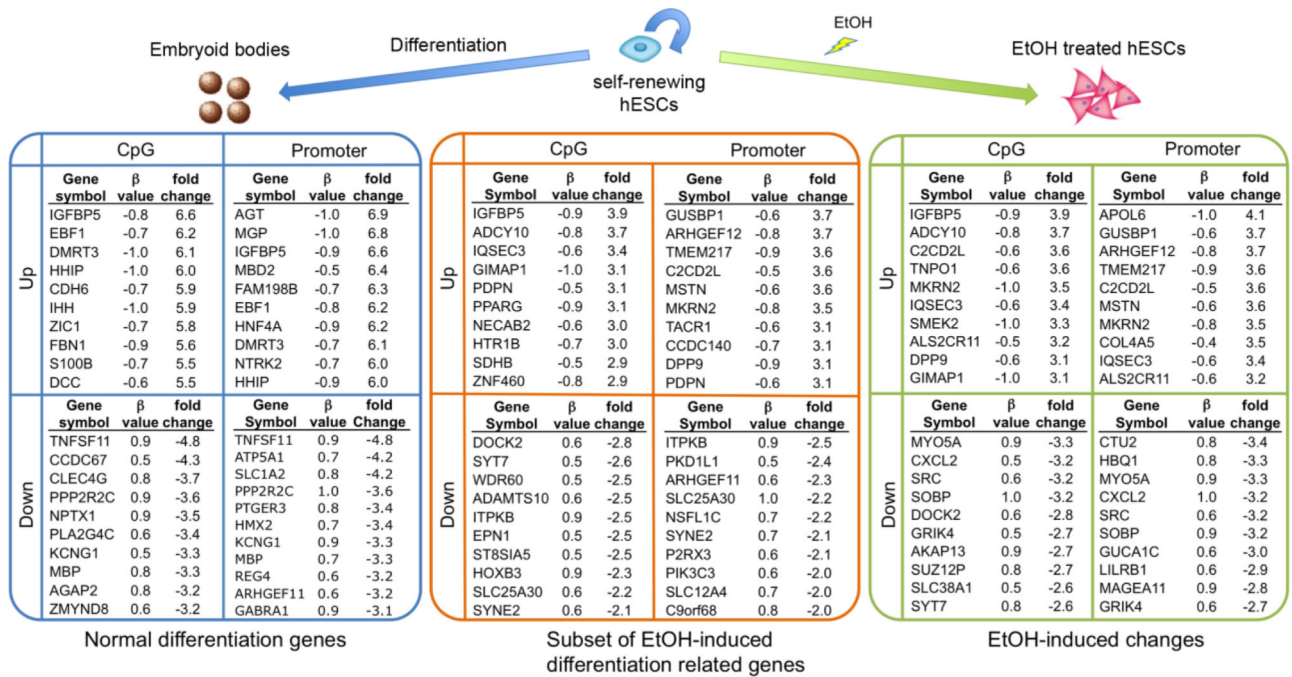 EtOH
Embryoid bodies
Differentiation
EtOH treated hESCs
self-renewing
hESCs
CpG
Promoter
Up
Gene symbol β value fold change
IGFBP5 -0.8 6.6
EBF1 -0.7 6.2
DMRT3 -1.0 6.1
HHIP -1.0 6.0
CDH6 -0.7 5.9
IHH -1.0 5.9
ZIC1 -0.7 5.8
FBN1 -0.9 5.6
S100B -0.7 5.5
DCC -0.6 5.5
Gene symbol β value fold change
AGT -1.0 6.9
MGP -1.0 6.8
IGFBP5 -0.9 6.6
MBD2 -0.5 6.4
FAM198B -0.7 6.3
EBF1 -0.8 6.2
HNF4A -0.9 6.2
DMRT3 -0.7 6.1
NTRK2 -0.7 6.0
HHIP -0.9 6.0
Down
Gene symbol β value fold change
TNFSF11 0.9 -4.8
CCDC67 0.5 -4.3
CLEC4G 0.8 -3.7
PPP2R2C 0.9 -3.6
NPTX1 0.9 -3.5
PLA2G4C 0.6 -3.4
KCNG1 0.5 -3.3
MBP 0.8 -3.3
AGAP2 0.8 -3.2
ZMYND8 0.6 -3.2
Gene symbol β value fold Change
TNFSF11 0.9 -4.8
ATP5A1 0.7 -4.2
SLC1A2 0.8 -4.2
PPP2R2C 1.0 -3.6
PTGER3 0.8 -3.4
HMX2 0.7 -3.4
KCNG1 0.9 -3.3
MBP 0.7 -3.3
REG4 0.6 -3.2
ARHGEF11 0.6 -3.2
GABRA1 0.9 -3.1
Normal differentiation genes
CpG
Promoter
Up
Gene Symbol β value fold change
IGFBP5 -0.9 3.9
ADCY10 -0.8 3.7
IQSEC3 -0.6 3.4
GIMAP1 -1.0 3.1
PDPN -0.5 3.1
PPARG -0.9 3.1
NECAB2 -0.6 3.0
HTR1B -0.7 3.0
SDHB -0.5 2.9
ZNF460 -0.8 2.9
Gene Symbol β value fold change
GUSBP1 -0.6 3.7
ARHGEF12 -0.8 3.7
TMEM217 -0.9 3.6
C2CD2L -0.5 3.6
MSTN -0.6 3.6
MKRN2 -0.8 3.5
TACR1 -0.6 3.1
CCDC140 -0.7 3.1
DPP9 -0.9 3.1
PDPN -0.6 3.1
Down
Gene Symbol β value fold change
DOCK2 0.6 -2.8
SYT7 0.5 -2.6
WDR60 0.5 -2.5
ADAMTS10 0.6 -2.5
ITPKB 0.9 -2.5
EPN1 0.5 -2.5
ST8SIA5 0.5 -2.5
HOXB3 0.9 -2.3
SLC25A30 0.6 -2.2
SYNE2 0.6 -2.1
Gene Symbol β value fold change
ITPKB 0.9 -2.5
PKD1L1 0.5 -2.4
ARHGEF11 0.6 -2.3
SLC25A30 1.0 -2.2
NSFL1C 0.7 -2.2
SYNE2 0.7 -2.1
P2RX3 0.6 -2.1
PIK3C3 0.6 -2.0
SLC12A4 0.7 -2.0
C9orf68 0.8 -2.0
Subset of EtOH-induced
differentiation related genes
CpG
Promoter
Up
Gene Symbol β value fold change
IGFBP5 -0.9 3.9
ADCY10 -0.8 3.7
C2CD2L -0.6 3.6
TNPO1 -0.6 3.6
MKRN2 -1.0 3.5
IQSEC3 -0.6 3.4
SMEK2 -1.0 3.3
ALS2CR11 -0.5 3.2
DPP9 -0.6 3.1
GIMAP1 -1.0 3.1
Gene Symbol β value fold change
APOL6 -1.0 4.1
GUSBP1 -0.6 3.7
ARHGEF12 -0.8 3.7
TMEM217 -0.9 3.6
C2CD2L -0.5 3.6
MSTN -0.6 3.6
MKRN2 -0.8 3.5
COL4A5 -0.4 3.5
IQSEC3 -0.6 3.4
ALS2CR11 -0.6 3.2
Down
Gene Symbol β value fold change
MYO5A 0.9 -3.3
CXCL2 0.5 -3.2
SRC 0.6 -3.2
SOBP 1.0 -3.2
DOCK2 0.6 -2.8
GRIK4 0.5 -2.7
AKAP13 0.9 -2.7
SUZ12P 0.8 -2.7
SLC38A1 0.5 -2.6
SYT7 0.8 -2.6
Gene Symbol β value fold change
CTU2 0.8 -3.4
HBQ1 0.8 -3.3
MYO5A 0.9 -3.3
CXCL2 1.0 -3.2
SRC 0.6 -3.2
SOBP 0.9 -3.2
GUCA1C 0.6 -3.0
LILRB1 0.6 -2.9
MAGEA11 0.9 -2.8
GRIK4 0.6 -2.7
EtOH-induced changes